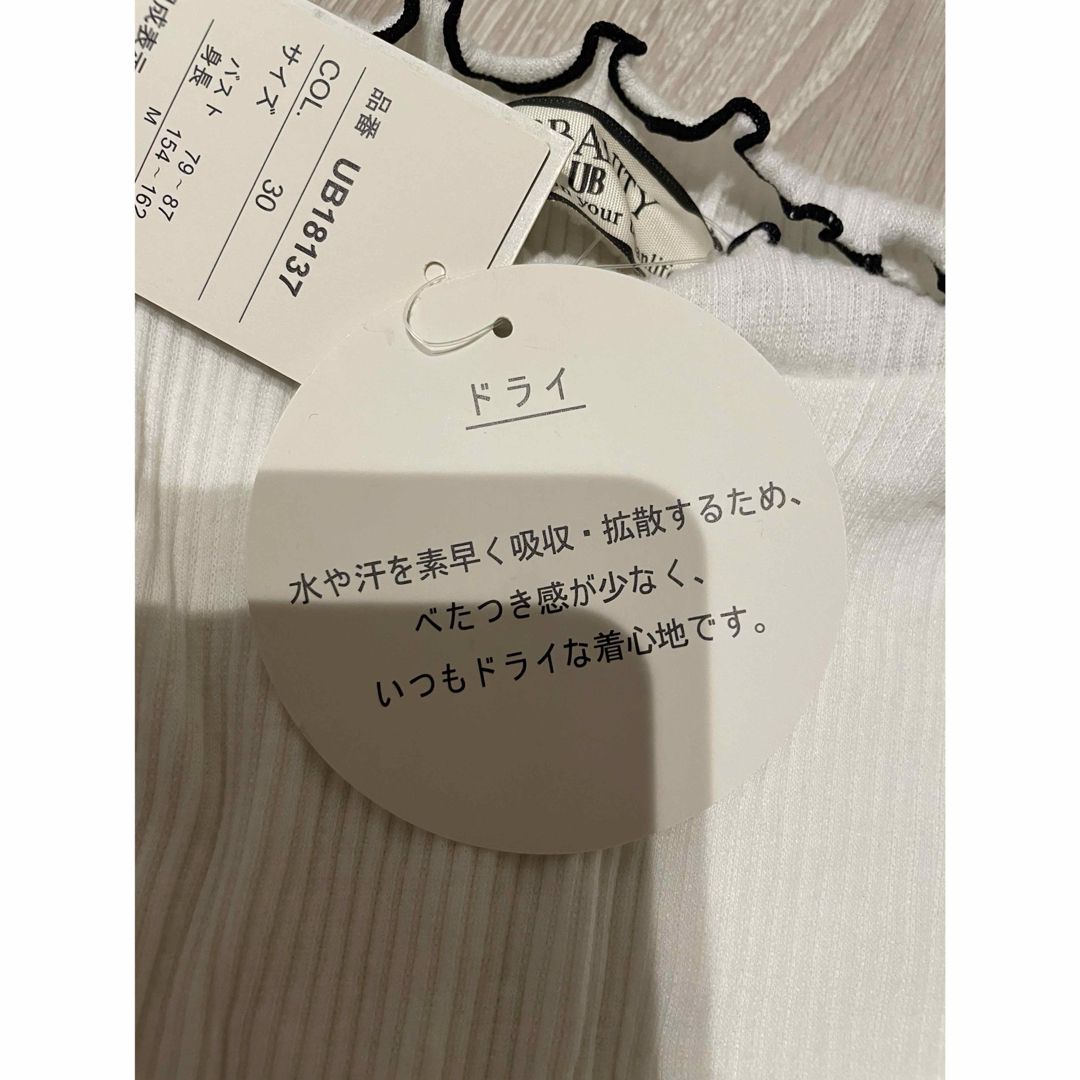 品番 UB18137
COL. 30
サイズ
バスト 79~87
身長 154~162
M
UB
your
ドライ
水や汗を素早く吸収・拡散するため、
べたつき感が少なく、
いつもドライな着心地です。